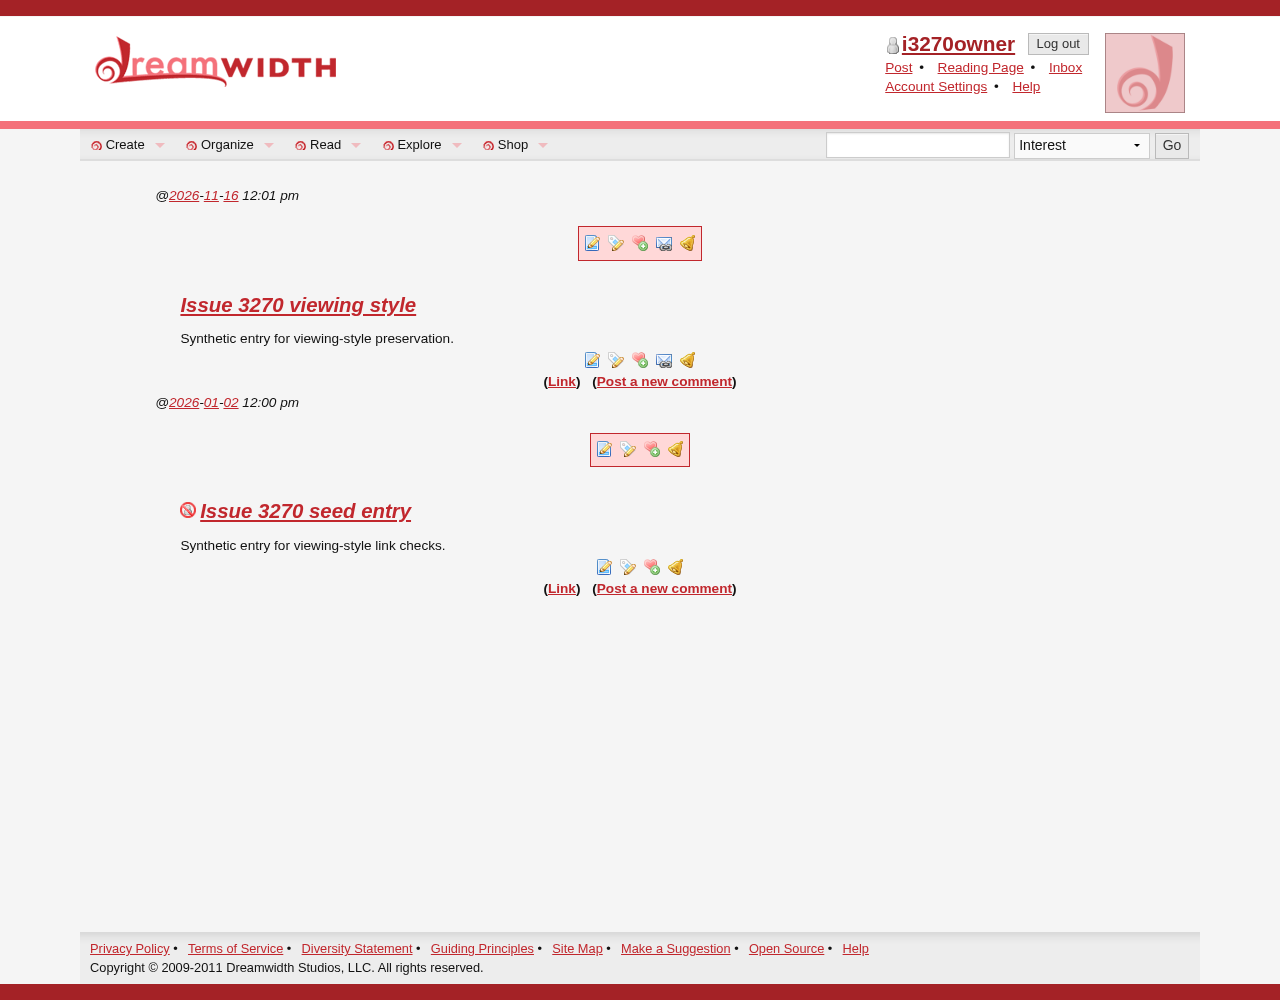 dreamWIDTH
i3270owner Log out
Post • Reading Page • Inbox
Account Settings • Help
Create Organize Read Explore Shop Interest Go
@2026-11-16 12:01 pm
Issue 3270 viewing style
Synthetic entry for viewing-style preservation.
(Link) (Post a new comment)
@2026-01-02 12:00 pm
Issue 3270 seed entry
Synthetic entry for viewing-style link checks.
(Link) (Post a new comment)
Privacy Policy • Terms of Service • Diversity Statement • Guiding Principles • Site Map • Make a Suggestion • Open Source • Help
Copyright © 2009-2011 Dreamwidth Studios, LLC. All rights reserved.